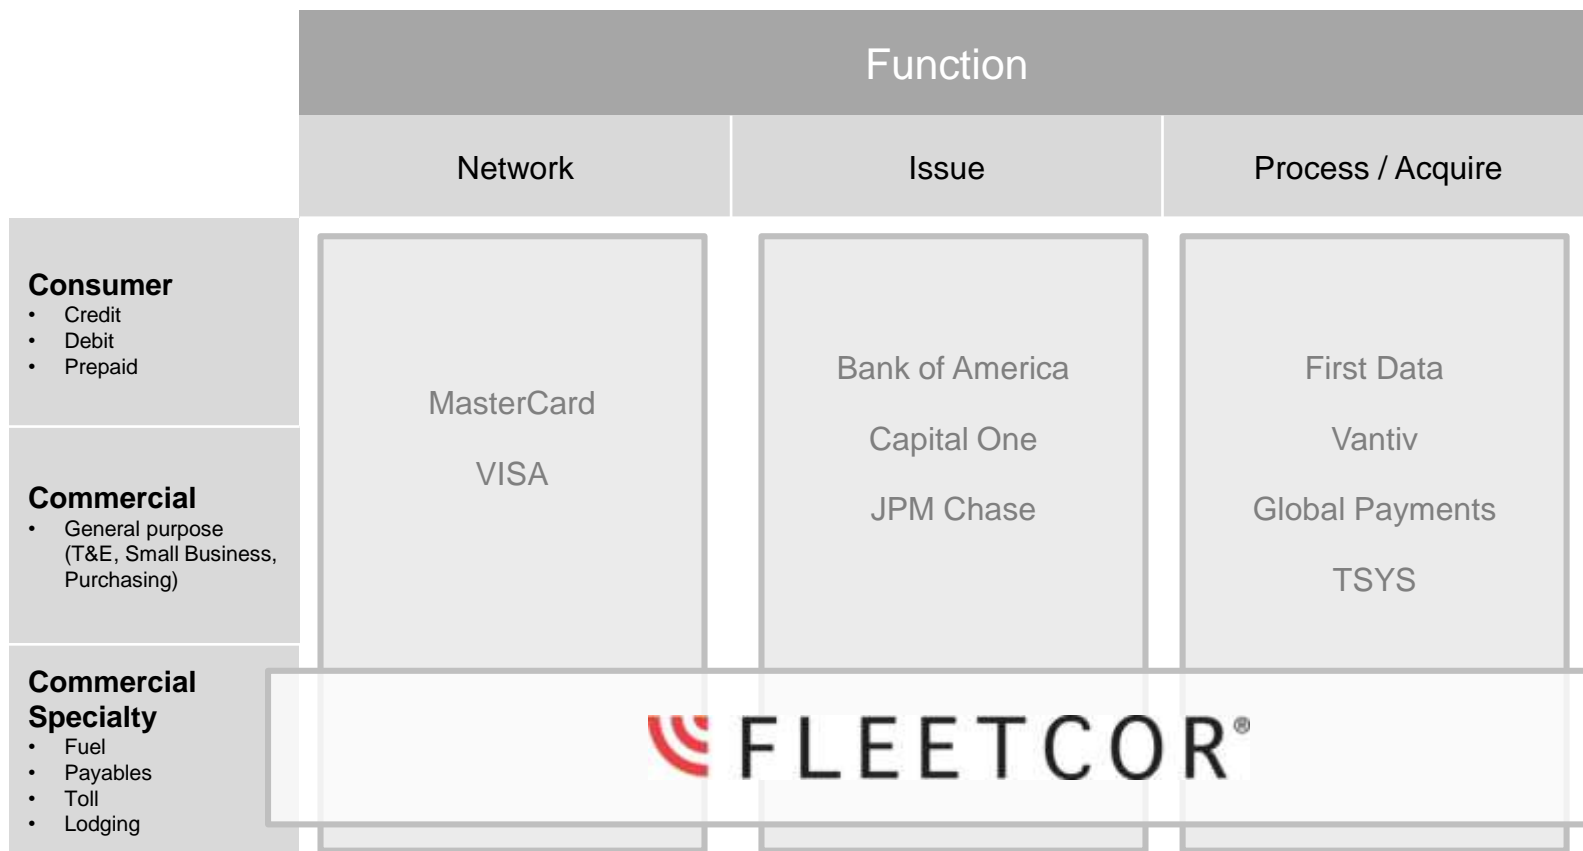 Function
Network
Issue
Process / Acquire
Consumer
• Credit
• Debit
• Prepaid
Commercial
• General purpose
(T&E, Small Business,
Purchasing)
Commercial
Specialty
• Fuel
• Payables
• Toll
• Lodging
MasterCard
VISA
Bank of America
Capital One
JPM Chase
First Data
Vantiv
Global Payments
TSYS
FLEETCOR®